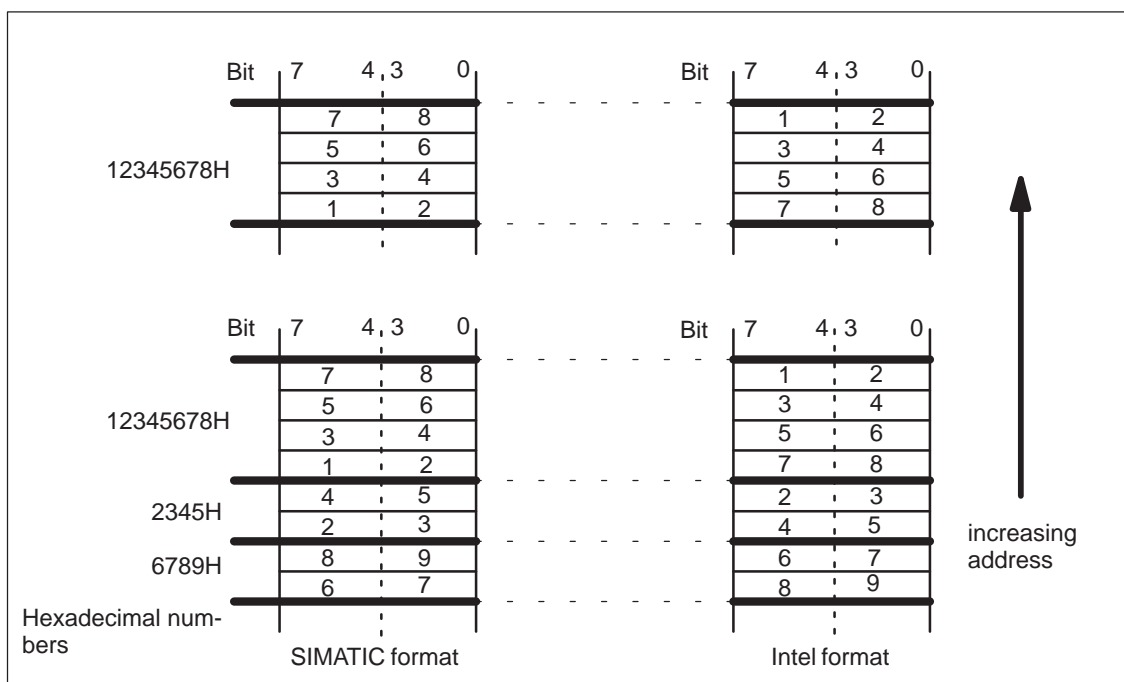 Bit 7 4 3 0 Bit 7 4 3 0
7 8 1 2
5 6 3 4
12345678H
3 4 5 6
1 2 7 8
Bit 7 4 3 0 Bit 7 4 3 0
7 8 1 2
5 6 3 4
12345678H
3 4 5 6
1 2 7 8
4 5 2 3
2345H
2 3 4 5
8 9 6 7
6789H
6 7 8 9
increasing
address
Hexadecimal num-
bers
SIMATIC format Intel format